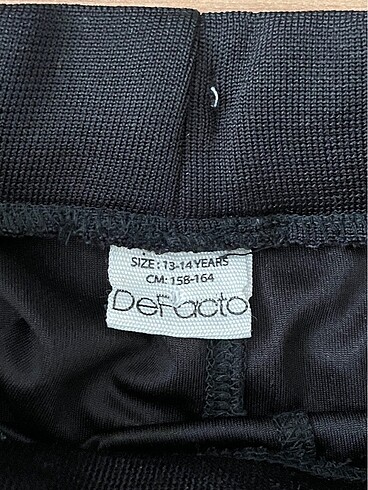 SIZE : 13-14 YEARS
CM: 158-164
DeFacto